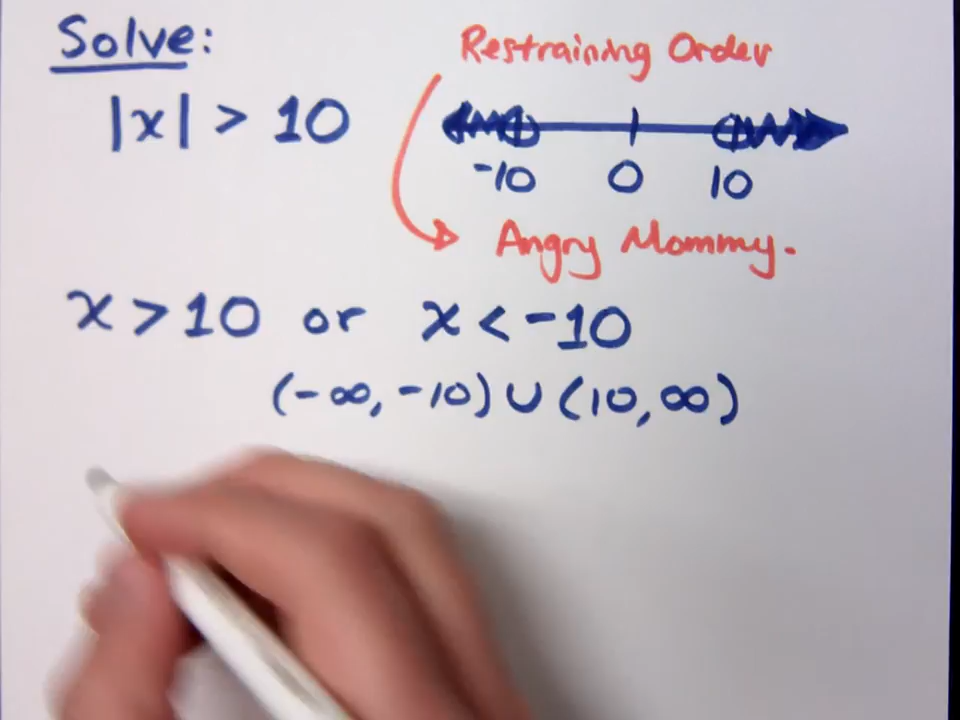 Solve:
Restraining Order
|x| > 10
-10 0 10
Angry Mommy.
x > 10 or x < -10
(-∞, -10) ∪ (10, ∞)